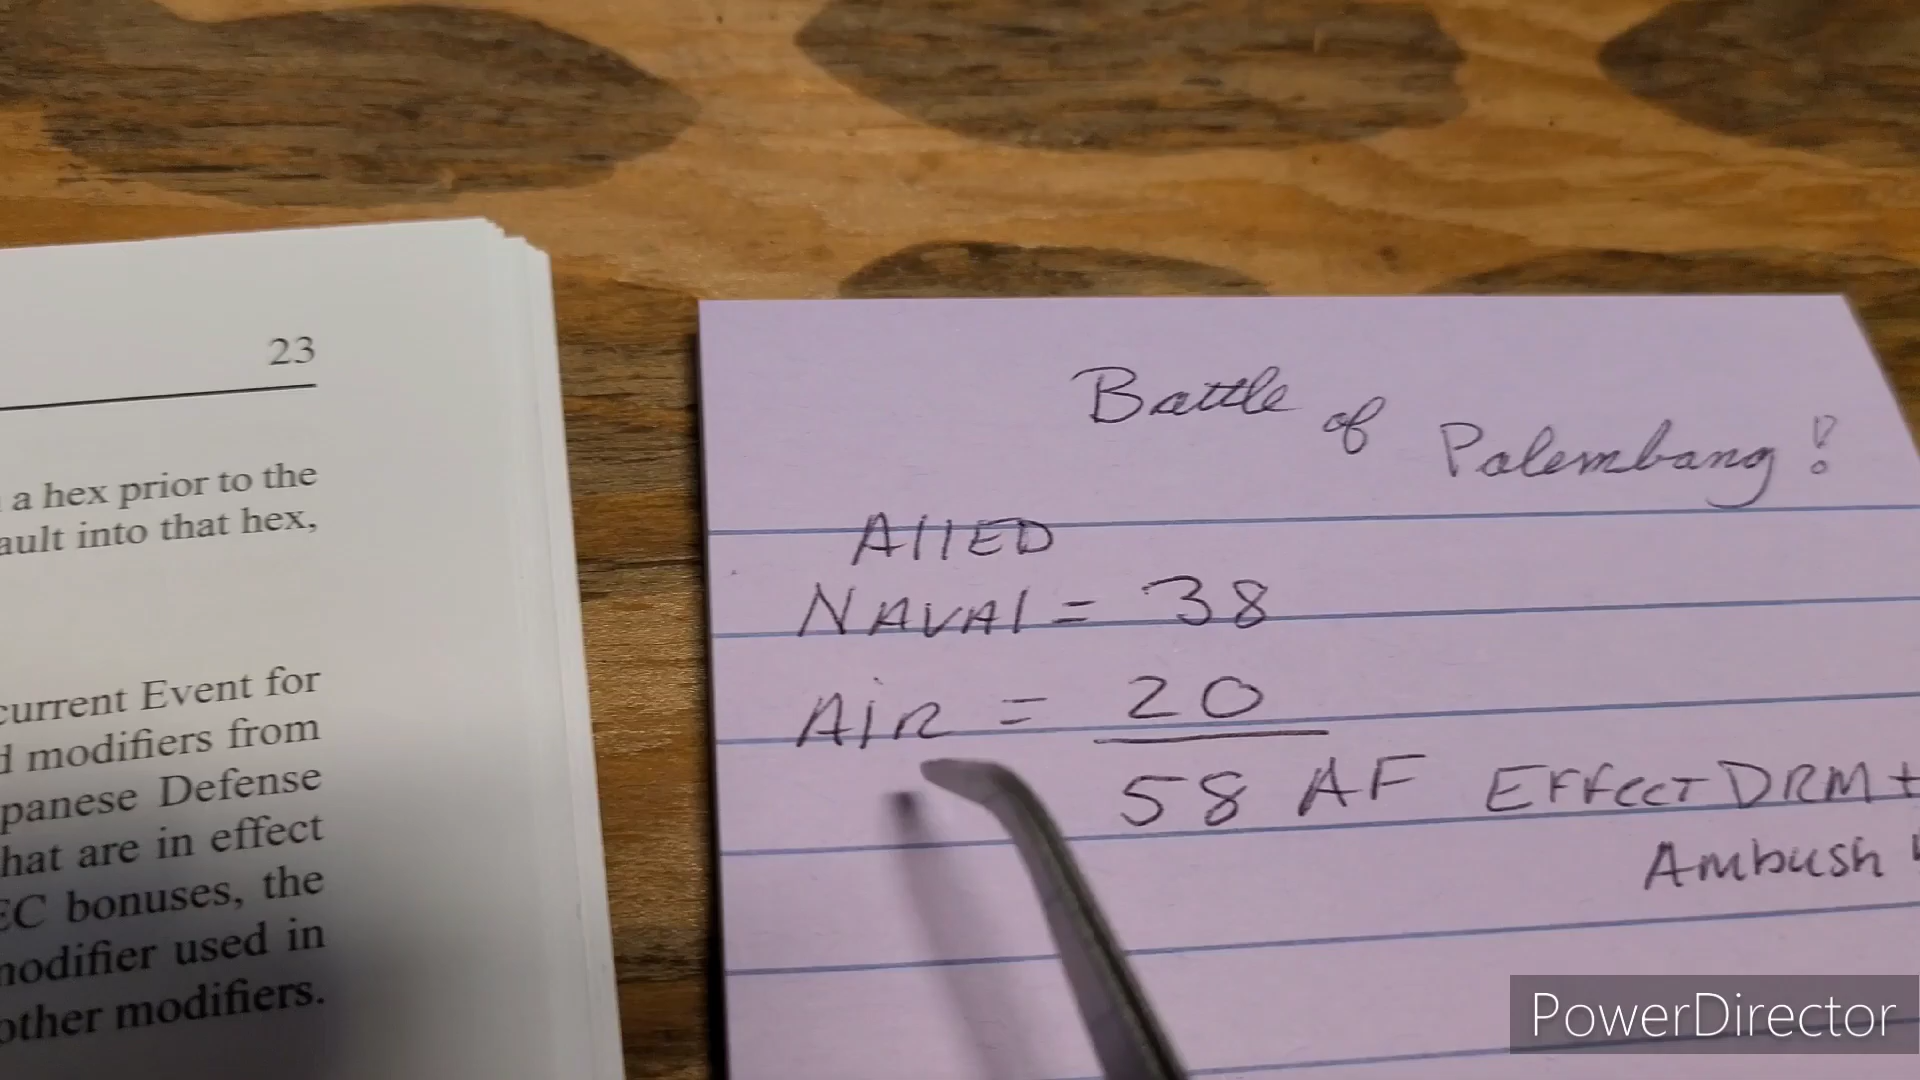 23
a hex prior to the
ault into that hex,
current Event for
d modifiers from
panese Defense
hat are in effect
EC bonuses, the
modifier used in
other modifiers.
Battle of Palembang!
AllED
NAVAl = 38
AiR = 20
58 AF EFFECT DRM +
Ambush
PowerDirector